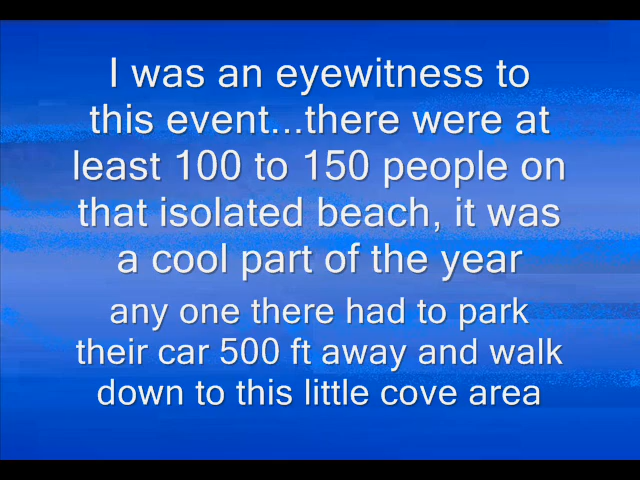 I was an eyewitness to
this event...there were at
least 100 to 150 people on
that isolated beach, it was
a cool part of the year
any one there had to park
their car 500 ft away and walk
down to this little cove area